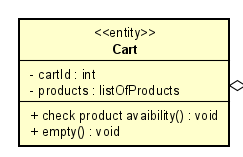 <<entity>>
Cart
- cartId : int
- products : listOfProducts
+ check product avaibility() : void
+ empty() : void